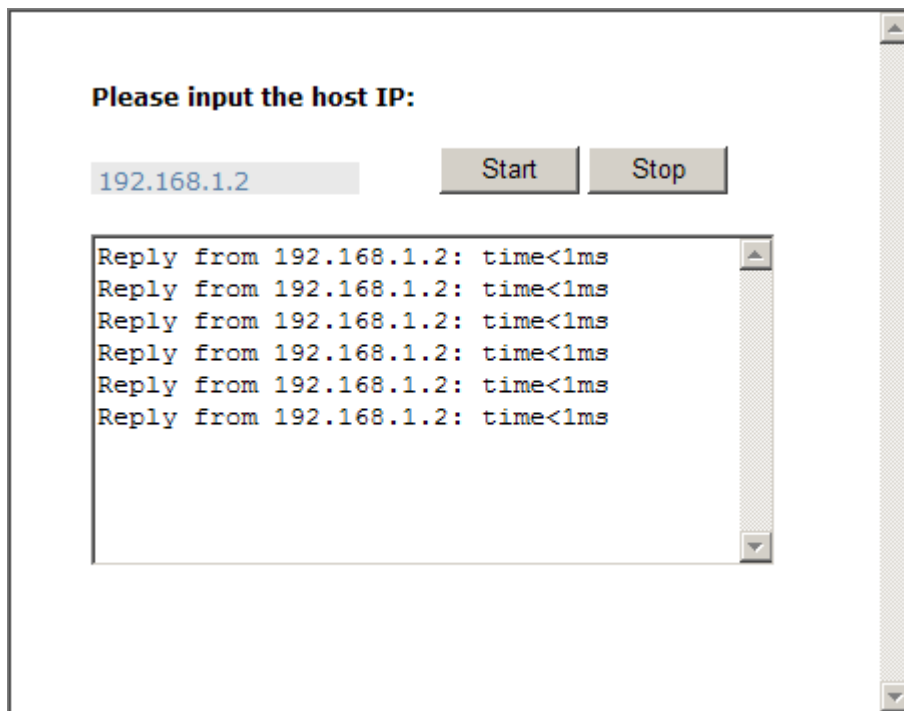 Please input the host IP:
192.168.1.2 Start Stop
Reply from 192.168.1.2: time<1ms
Reply from 192.168.1.2: time<1ms
Reply from 192.168.1.2: time<1ms
Reply from 192.168.1.2: time<1ms
Reply from 192.168.1.2: time<1ms
Reply from 192.168.1.2: time<1ms